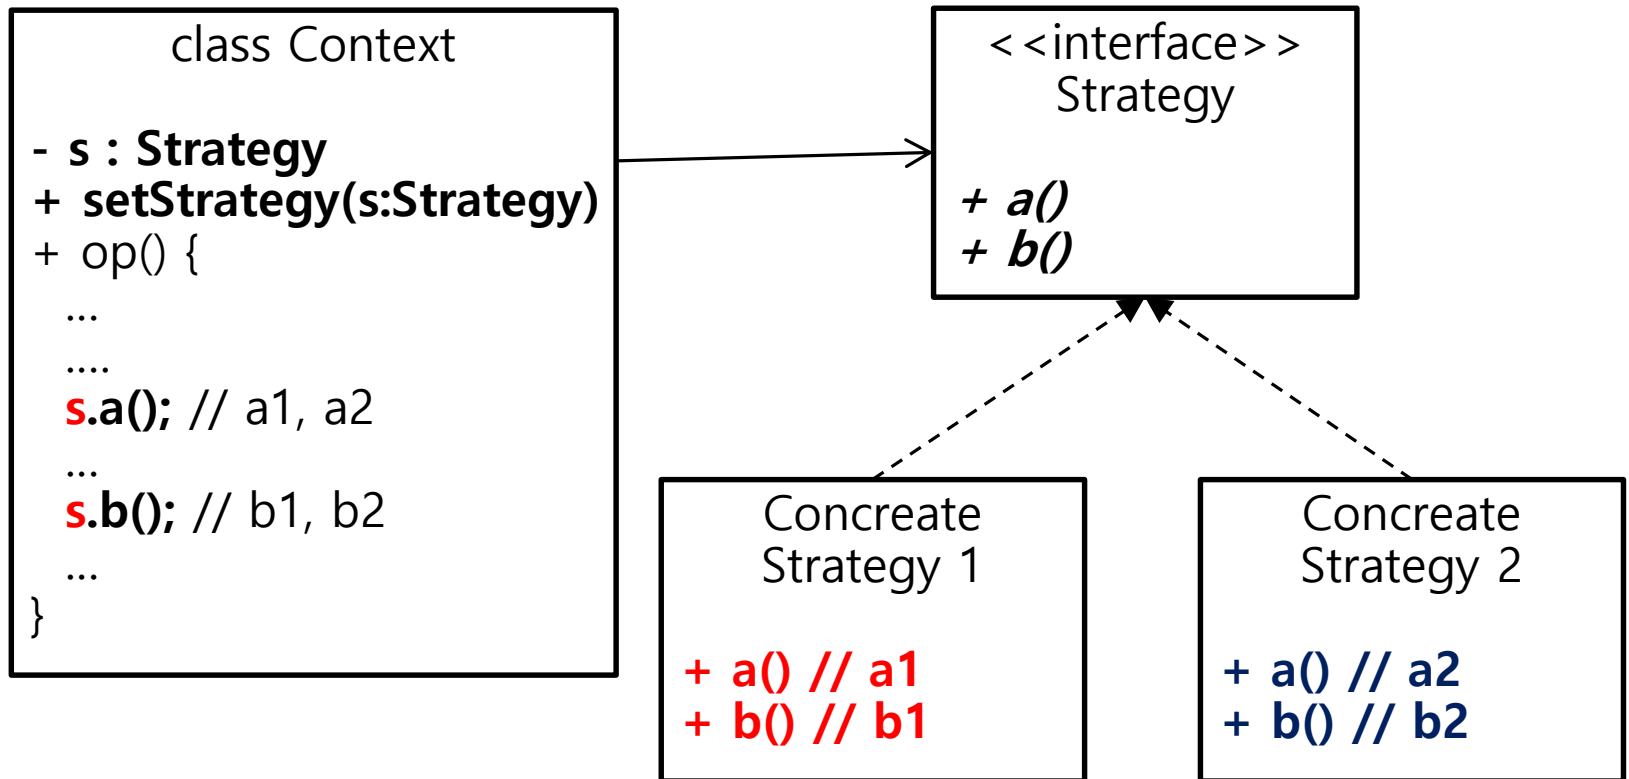 class Context
- s : Strategy
+ setStrategy(s:Strategy)
+ op() {
...
....
s.a(); // a1, a2
...
s.b(); // b1, b2
...
}
<<interface>>
Strategy
+ a()
+ b()
Concreate
Strategy 1
+ a() // a1
+ b() // b1
Concreate
Strategy 2
+ a() // a2
+ b() // b2